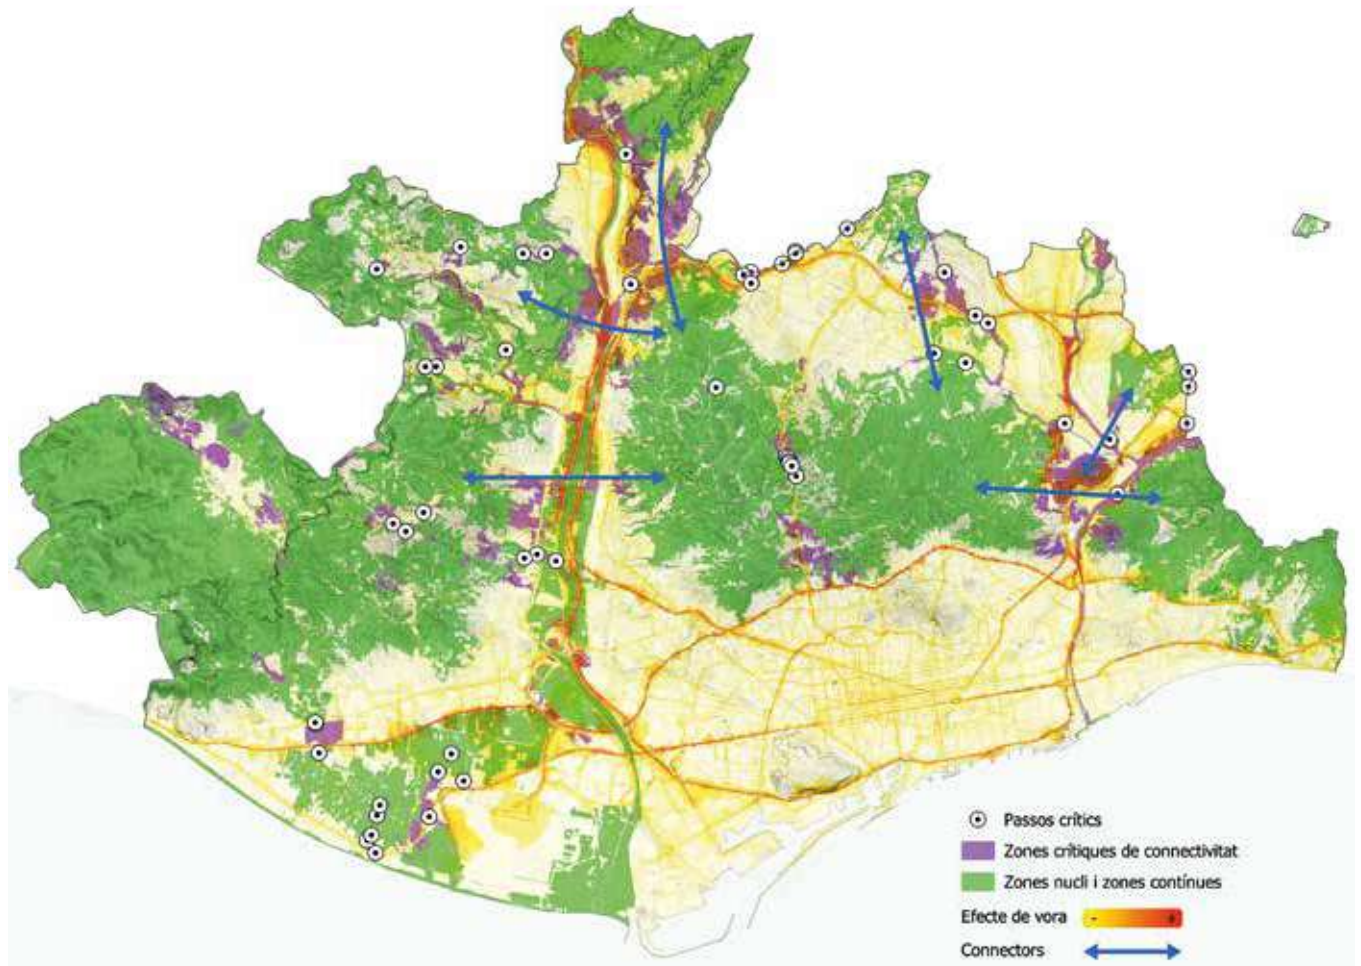 Passos crítics
Zones crítiques de connectivitat
Zones nucli i zones contínues
Efecte de vora - +
Connectors